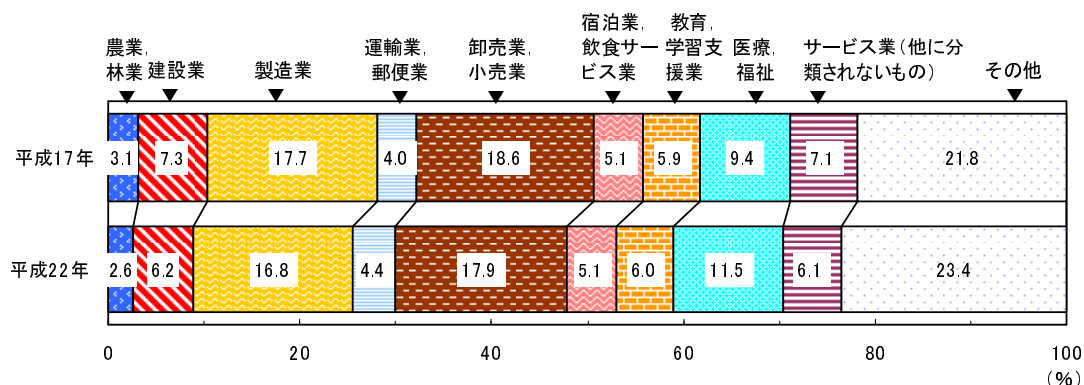 農業，
林業
建設業
製造業
運輸業，
郵便業
卸売業，
小売業
宿泊業，
飲食サー
ビス業
教育，
学習支
援業
医療，
福祉
サービス業（他に分
類されないもの）
その他
平成17年
3.1 7.3 17.7 4.0 18.6 5.1 5.9 9.4 7.1 21.8
平成22年
2.6 6.2 16.8 4.4 17.9 5.1 6.0 11.5 6.1 23.4
0 20 40 60 80 100
（%）